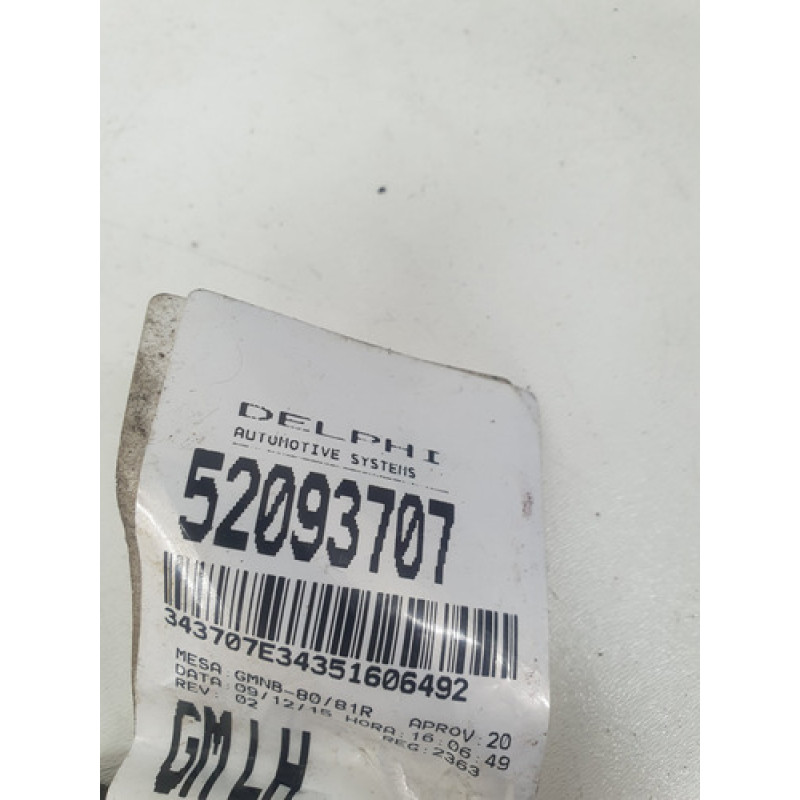 DELPHI
AUTOMOTIVE SYSTEMS
52093707
343707E34351606492
MESA:GMNB-80/81R APROV:20
DATA:09/12/15 HORA:16:06:49
REV: 02 REG:2363
GM LH